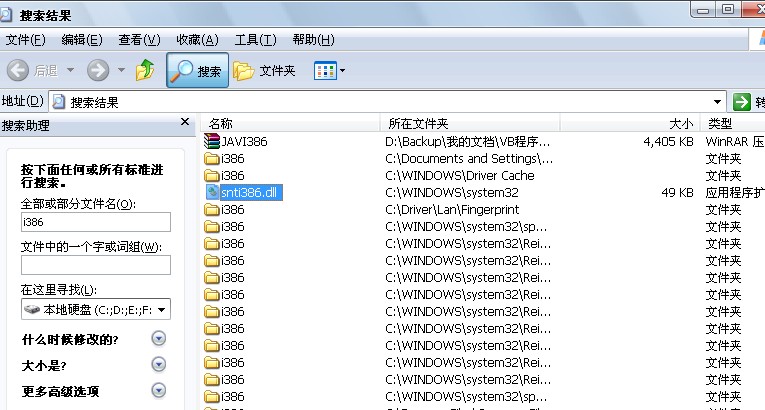 搜索结果
文件(F) 编辑(E) 查看(V) 收藏(A) 工具(T) 帮助(H)
后退 搜索 文件夹
地址(D) 搜索结果
搜索助理
按下面任何或所有标准进行搜索。
全部或部分文件名(O):
i386
文件中的一个字或词组(W):
在这里寻找(L):
本地硬盘 (C:;D:;E:;F:
什么时候修改的?
大小是?
更多高级选项
名称 所在文件夹 大小 类型
JAVI386 D:\Backup\我的文档\VB程序... 4,405 KB WinRAR 压
i386 C:\Documents and Settings\... 文件夹
i386 C:\WINDOWS\Driver Cache 文件夹
snti386.dll C:\WINDOWS\system32 49 KB 应用程序扩
i386 C:\Driver\Lan\Fingerprint 文件夹
i386 C:\WINDOWS\system32\sp... 文件夹
i386 C:\WINDOWS\system32\Rei... 文件夹
i386 C:\WINDOWS\system32\Rei... 文件夹
i386 C:\WINDOWS\system32\Rei... 文件夹
i386 C:\WINDOWS\system32\Rei... 文件夹
i386 C:\WINDOWS\system32\Rei... 文件夹
i386 C:\WINDOWS\system32\Rei... 文件夹
i386 C:\WINDOWS\system32\Rei... 文件夹
i386 C:\WINDOWS\system32\Rei... 文件夹
i386 C:\WINDOWS\system32\Rei... 文件夹
i386 C:\WINDOWS\system32\Rei... 文件夹
i386